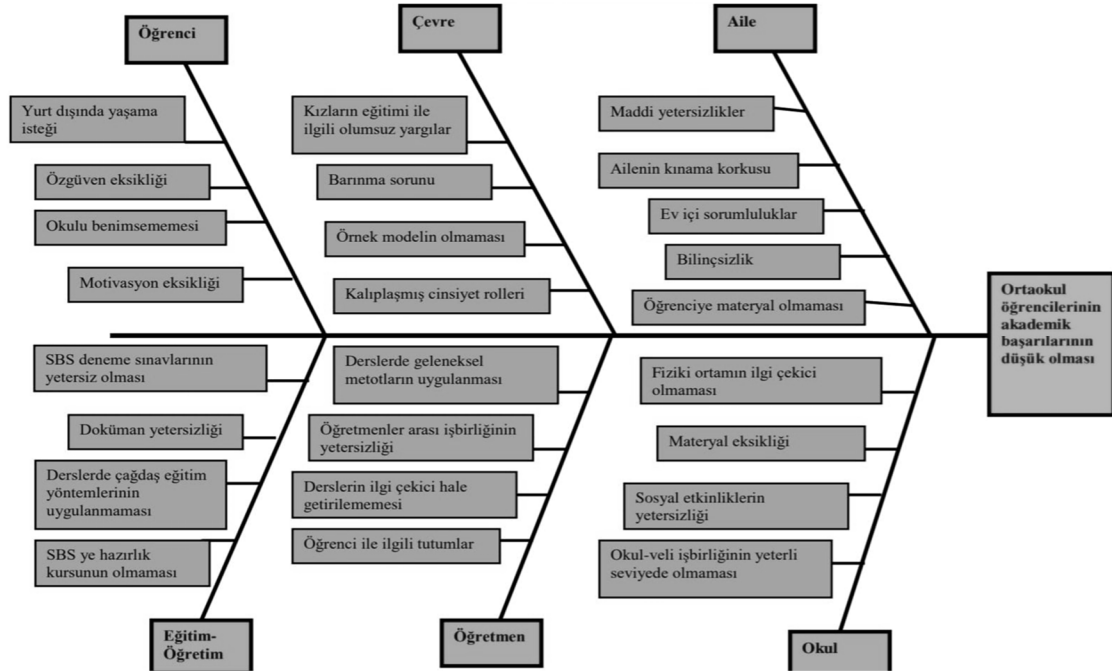 Öğrenci
Yurt dışında yaşama
isteği
Özgüven eksikliği
Okulu benimsememesi
Motivasyon eksikliği
Çevre
Kızların eğitimi ile
ilgili olumsuz yargılar
Barınma sorunu
Örnek modelin olmaması
Kalıplaşmış cinsiyet rolleri
Aile
Maddi yetersizlikler
Ailenin kınama korkusu
Ev içi sorumluluklar
Bilinçsizlik
Öğrenciye materyal olmaması
Ortaokul
öğrencilerinin
akademik
başarılarının
düşük olması
SBS deneme sınavlarının
yetersiz olması
Doküman yetersizliği
Derslerde çağdaş eğitim
yöntemlerinin
uygulanmaması
SBS ye hazırlık
kursunun olmaması
Eğitim-
Öğretim
Derslerde geleneksel
metotların uygulanması
Öğretmenler arası işbirliğinin
yetersizliği
Derslerin ilgi çekici hale
getirilememesi
Öğrenci ile ilgili tutumlar
Öğretmen
Fiziki ortamın ilgi çekici
olmaması
Materyal eksikliği
Sosyal etkinliklerin
yetersizliği
Okul-veli işbirliğinin yeterli
seviyede olmaması
Okul